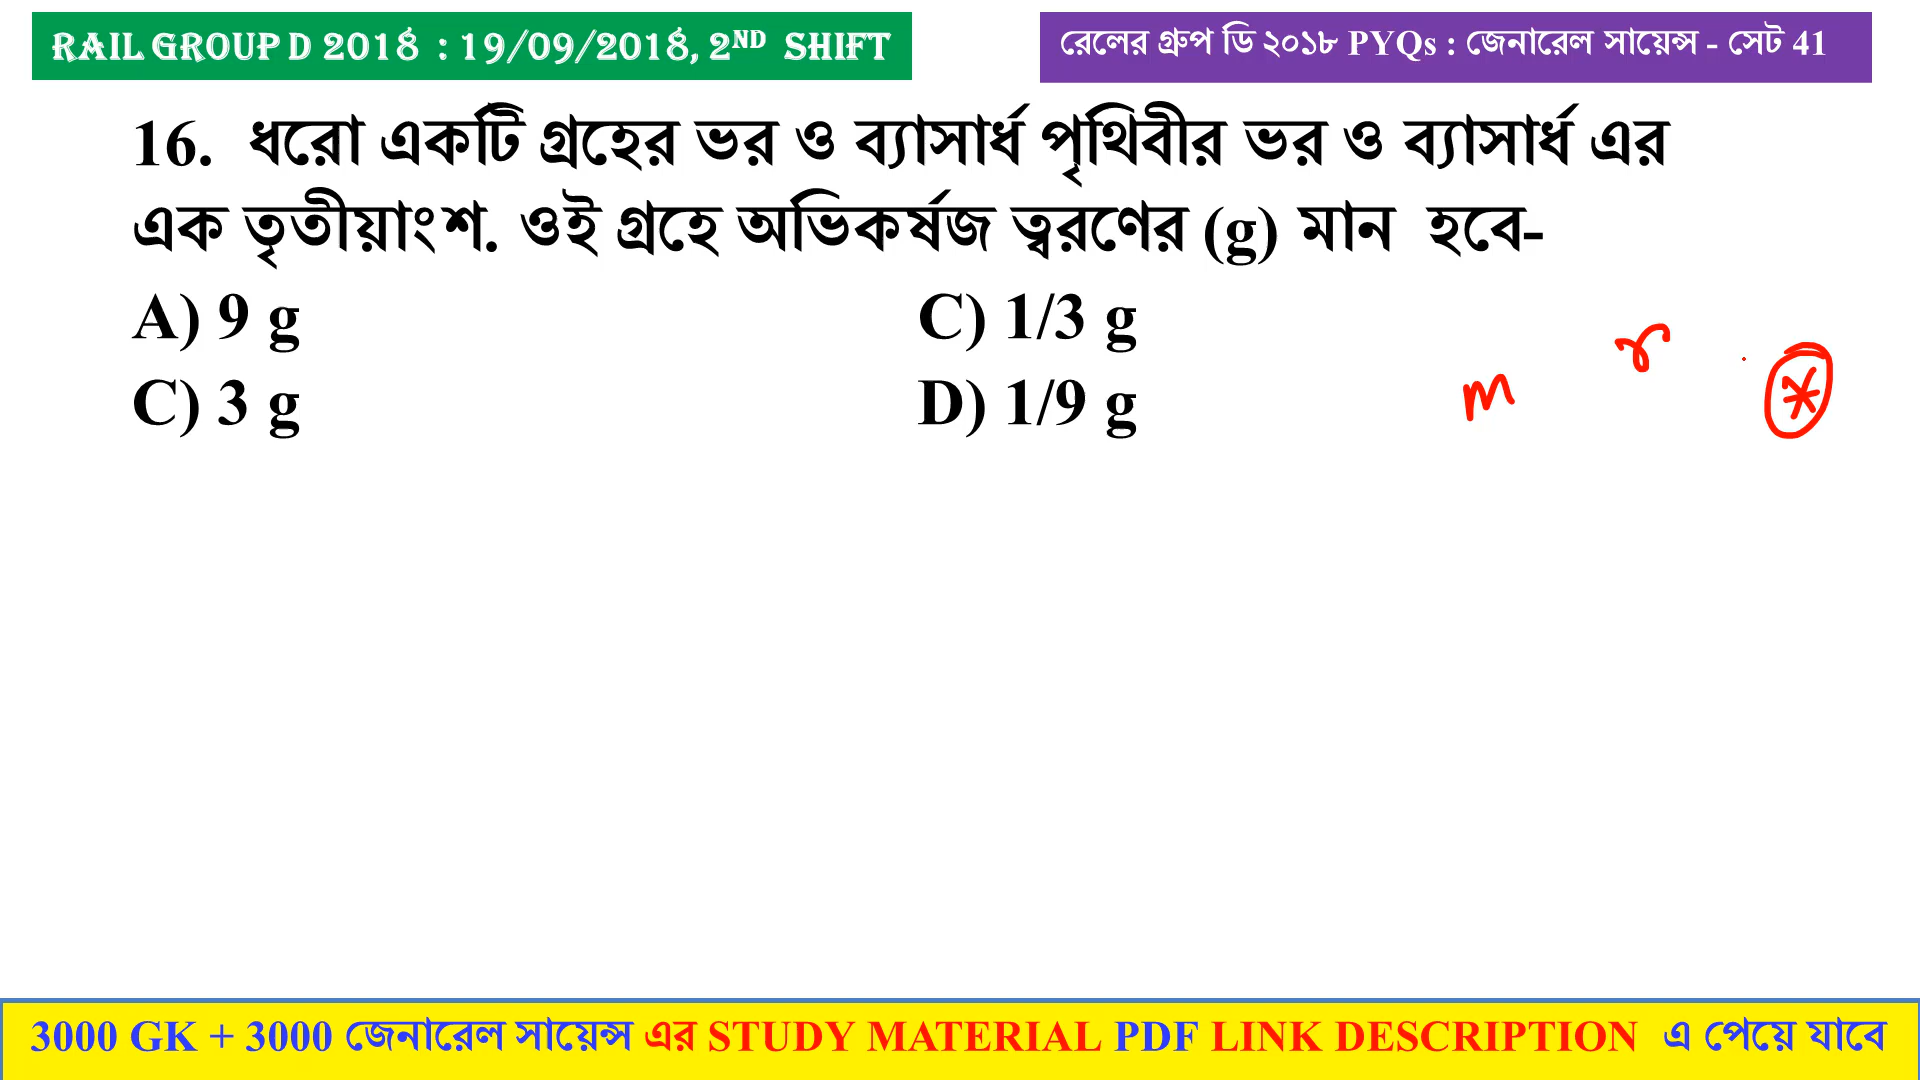 RAIL GROUP D 2018 : 19/09/2018, 2ND SHIFT
রেলের গ্রুপ ডি ২০১৮ PYQs : জেনারেল সায়েন্স - সেট 41
16. ধরো একটি গ্রহের ভর ও ব্যাসার্ধ পৃথিবীর ভর ও ব্যাসার্ধ এর
এক তৃতীয়াংশ. ওই গ্রহে অভিকর্ষজ ত্বরণের (g) মান হবে-
A) 9 g C) 1/3 g
C) 3 g D) 1/9 g
m r *
3000 GK + 3000 জেনারেল সায়েন্স এর STUDY MATERIAL PDF LINK DESCRIPTION এ পেয়ে যাবে